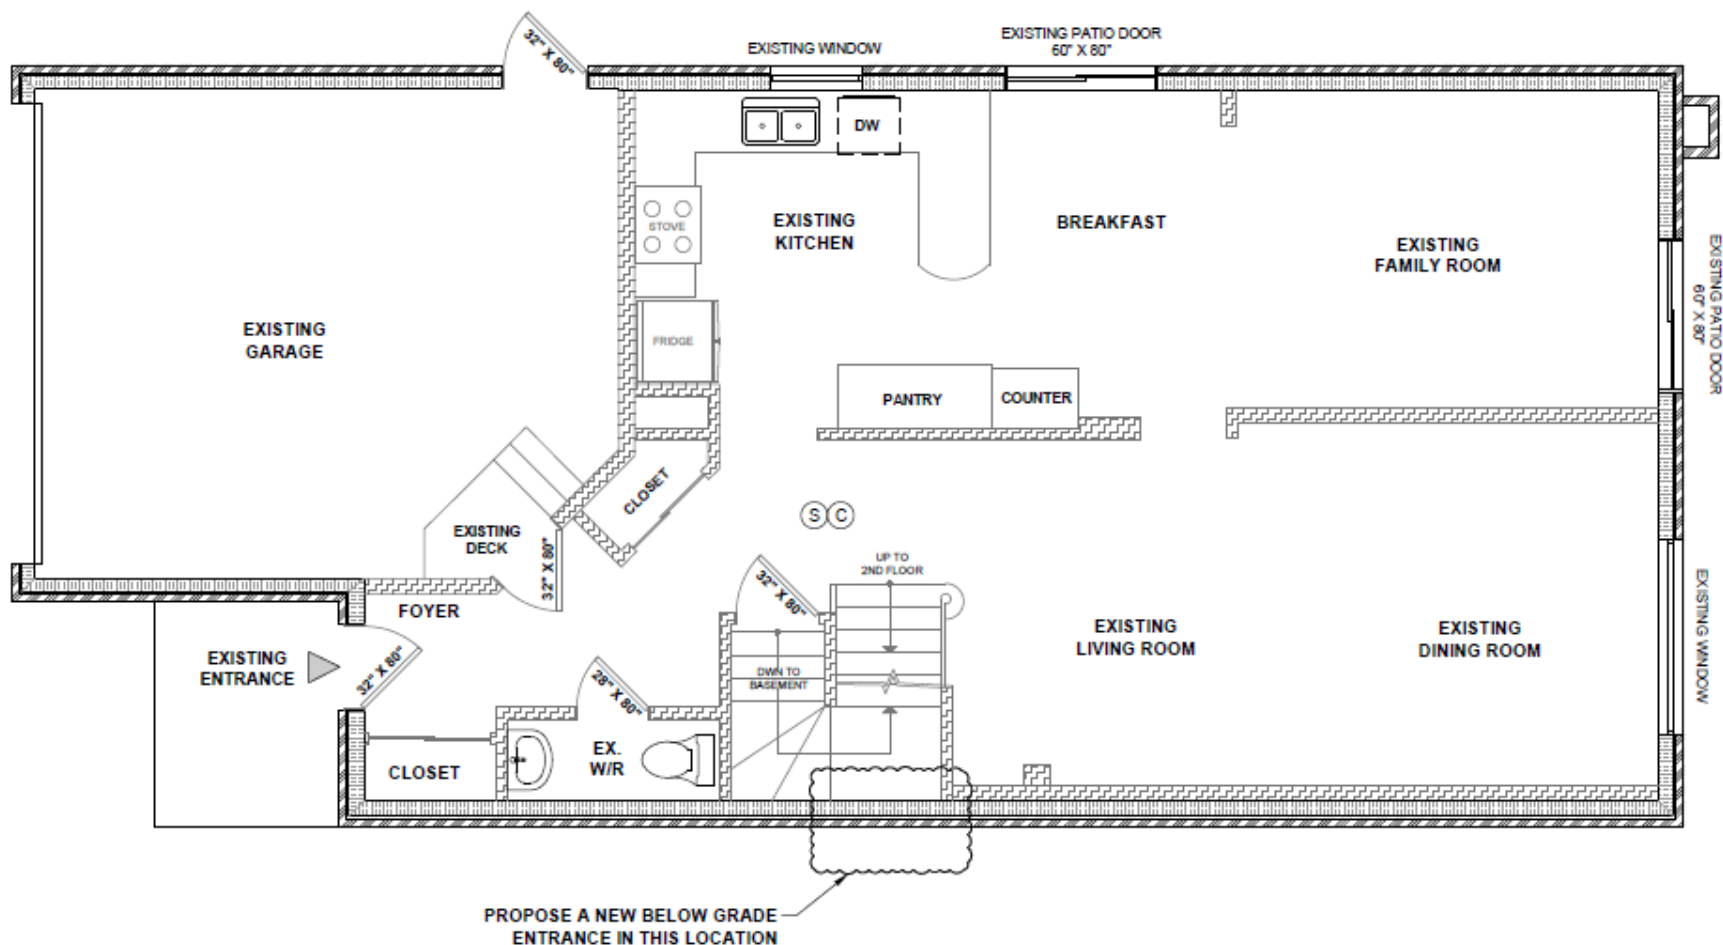 32" X 80"
EXISTING WINDOW
EXISTING PATIO DOOR
60" X 80"
DW
STOVE
EXISTING
KITCHEN
BREAKFAST
EXISTING
FAMILY ROOM
EXISTING PATIO DOOR
60" X 80"
EXISTING
GARAGE
FRIDGE
PANTRY
COUNTER
CLOSET
EXISTING
DECK
32" X 80"
S
C
UP TO
2ND FLOOR
32" X 80"
FOYER
EXISTING
ENTRANCE
32" X 80"
28" X 80"
DWN TO
BASEMENT
EXISTING
LIVING ROOM
EXISTING
DINING ROOM
EXISTING WINDOW
CLOSET
EX.
W/R
PROPOSE A NEW BELOW GRADE
ENTRANCE IN THIS LOCATION